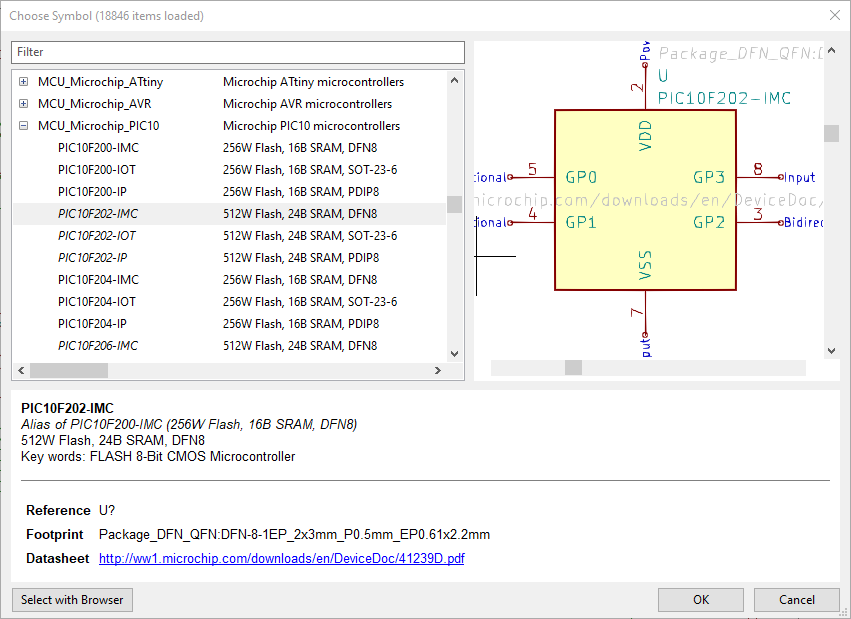 Choose Symbol (18846 items loaded)
Filter
MCU_Microchip_ATtiny Microchip ATtiny microcontrollers
MCU_Microchip_AVR Microchip AVR microcontrollers
MCU_Microchip_PIC10 Microchip PIC10 microcontrollers
PIC10F200-IMC 256W Flash, 16B SRAM, DFN8
PIC10F200-IOT 256W Flash, 16B SRAM, SOT-23-6
PIC10F200-IP 256W Flash, 16B SRAM, PDIP8
PIC10F202-IMC 512W Flash, 24B SRAM, DFN8
PIC10F202-IOT 512W Flash, 24B SRAM, SOT-23-6
PIC10F202-IP 512W Flash, 24B SRAM, PDIP8
PIC10F204-IMC 256W Flash, 16B SRAM, DFN8
PIC10F204-IOT 256W Flash, 16B SRAM, SOT-23-6
PIC10F204-IP 256W Flash, 16B SRAM, PDIP8
PIC10F206-IMC 512W Flash, 24B SRAM, DFN8
Pow
Package_DFN_QFN:D
U
2
PIC10F202-IMC
VDD
tional 5 GP0 GP3 8 Input
microchip.com/downloads/en/DeviceDoc/
tional 4 GP1 GP2 3 Bidirec
VSS
7
put
PIC10F202-IMC
Alias of PIC10F200-IMC (256W Flash, 16B SRAM, DFN8)
512W Flash, 24B SRAM, DFN8
Key words: FLASH 8-Bit CMOS Microcontroller
Reference U?
Footprint Package_DFN_QFN:DFN-8-1EP_2x3mm_P0.5mm_EP0.61x2.2mm
Datasheet http://ww1.microchip.com/downloads/en/DeviceDoc/41239D.pdf
Select with Browser OK Cancel